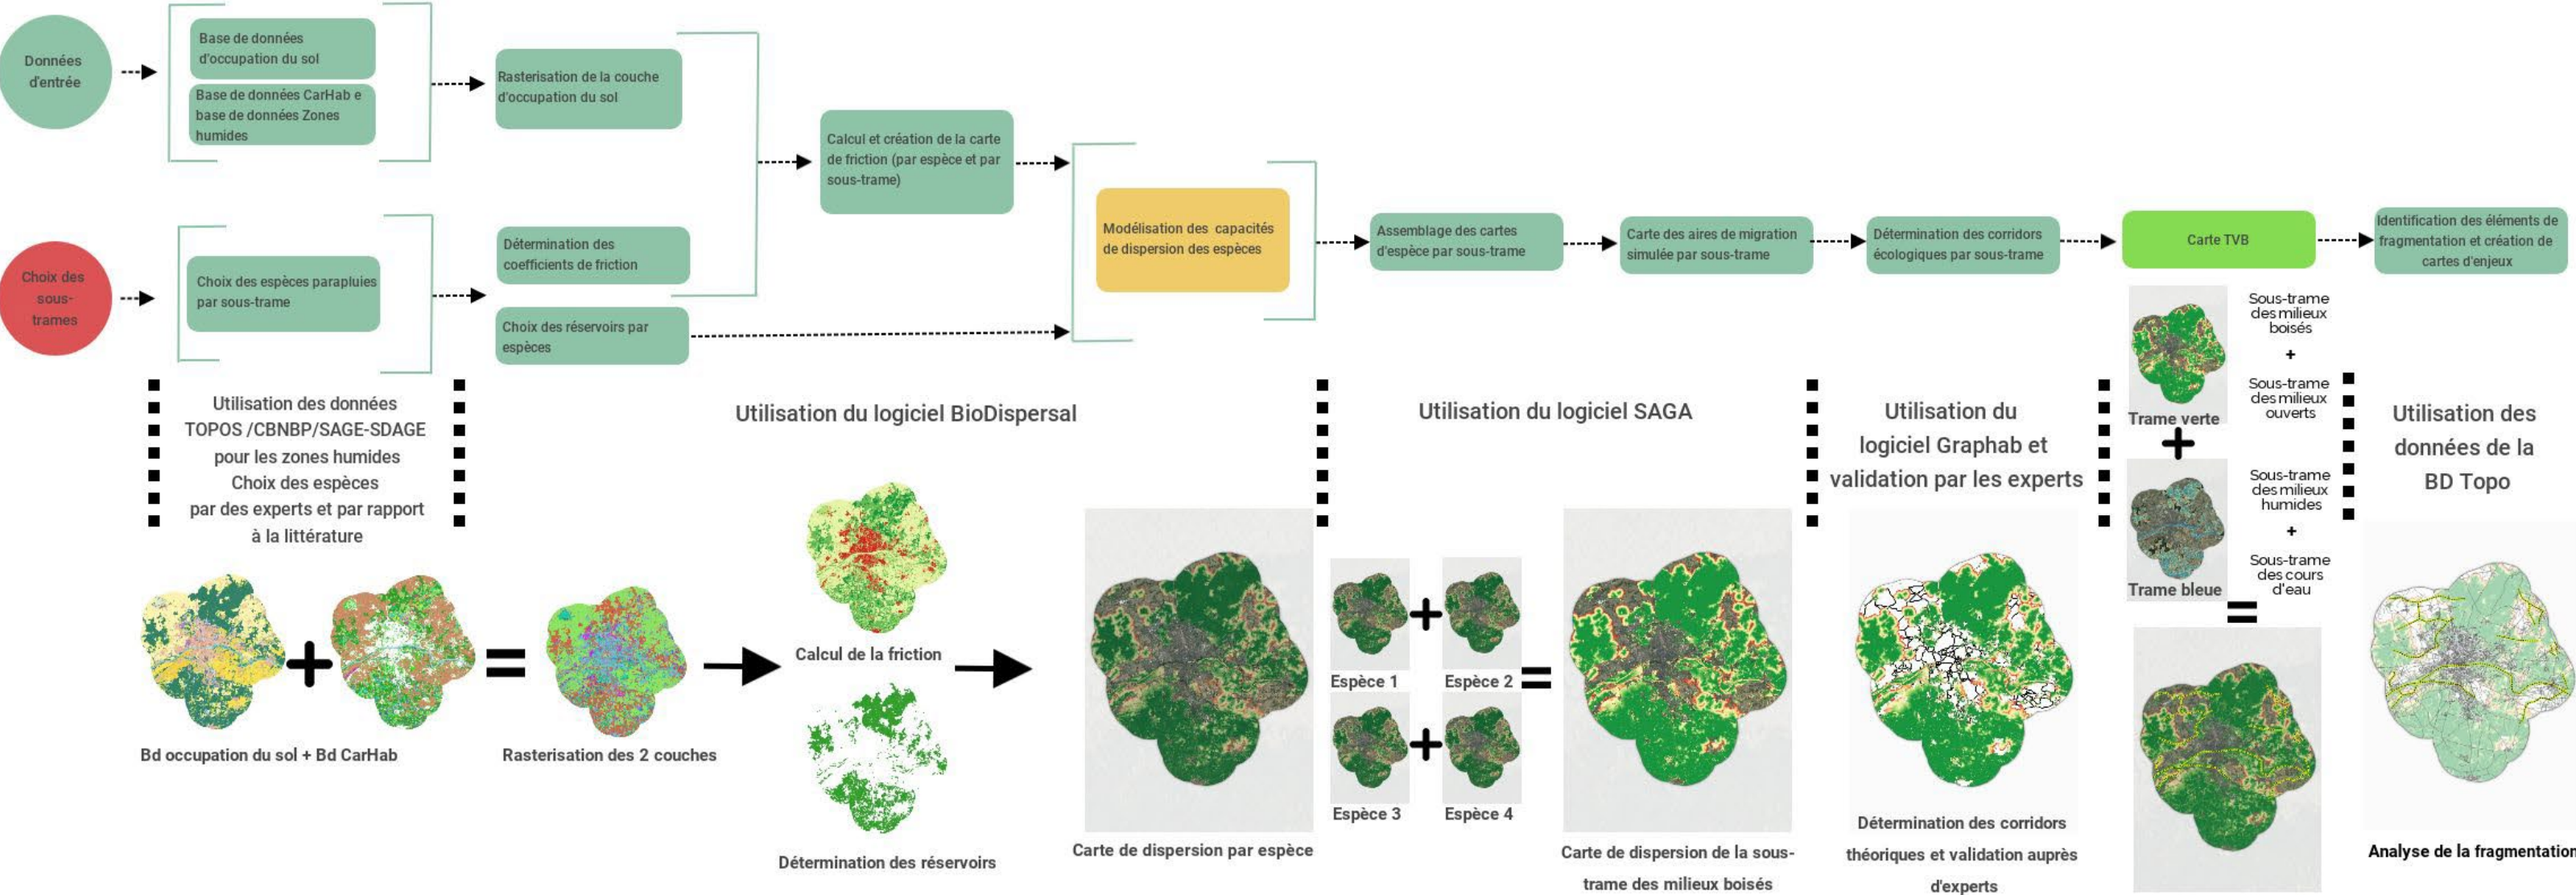 Données
d'entrée
Base de données
d'occupation du sol
Base de données CarHab e
base de données Zones
humides
Rasterisation de la couche
d'occupation du sol
Calcul et création de la carte
de friction (par espèce et par
sous-trame)
Choix des
sous-
trames
Choix des espèces parapluies
par sous-trame
Détermination des
coefficients de friction
Choix des réservoirs par
espèces
Modélisation des capacités
de dispersion des espèces
Assemblage des cartes
d'espèce par sous-trame
Carte des aires de migration
simulée par sous-trame
Détermination des corridors
écologiques par sous-trame
Carte TVB
Identification des éléments de
fragmentation et création de
cartes d'enjeux
Utilisation des données
TOPOS /CBNBP/SAGE-SDAGE
pour les zones humides
Choix des espèces
par des experts et par rapport
à la littérature
Utilisation du logiciel BioDispersal
Utilisation du logiciel SAGA
Utilisation du
logiciel Graphab et
validation par les experts
Sous-trame
des milieux
boisés
+
Sous-trame
des milieux
ouverts
Trame verte
+
Sous-trame
des milieux
humides
+
Sous-trame
des cours
d'eau
Trame bleue
=
Utilisation des
données de la
BD Topo
+
=
Bd occupation du sol + Bd CarHab
Rasterisation des 2 couches
Calcul de la friction
Détermination des réservoirs
Carte de dispersion par espèce
+
Espèce 1
Espèce 2
=
+
Espèce 3
Espèce 4
Carte de dispersion de la sous-
trame des milieux boisés
Détermination des corridors
théoriques et validation auprès
d'experts
Analyse de la fragmentation